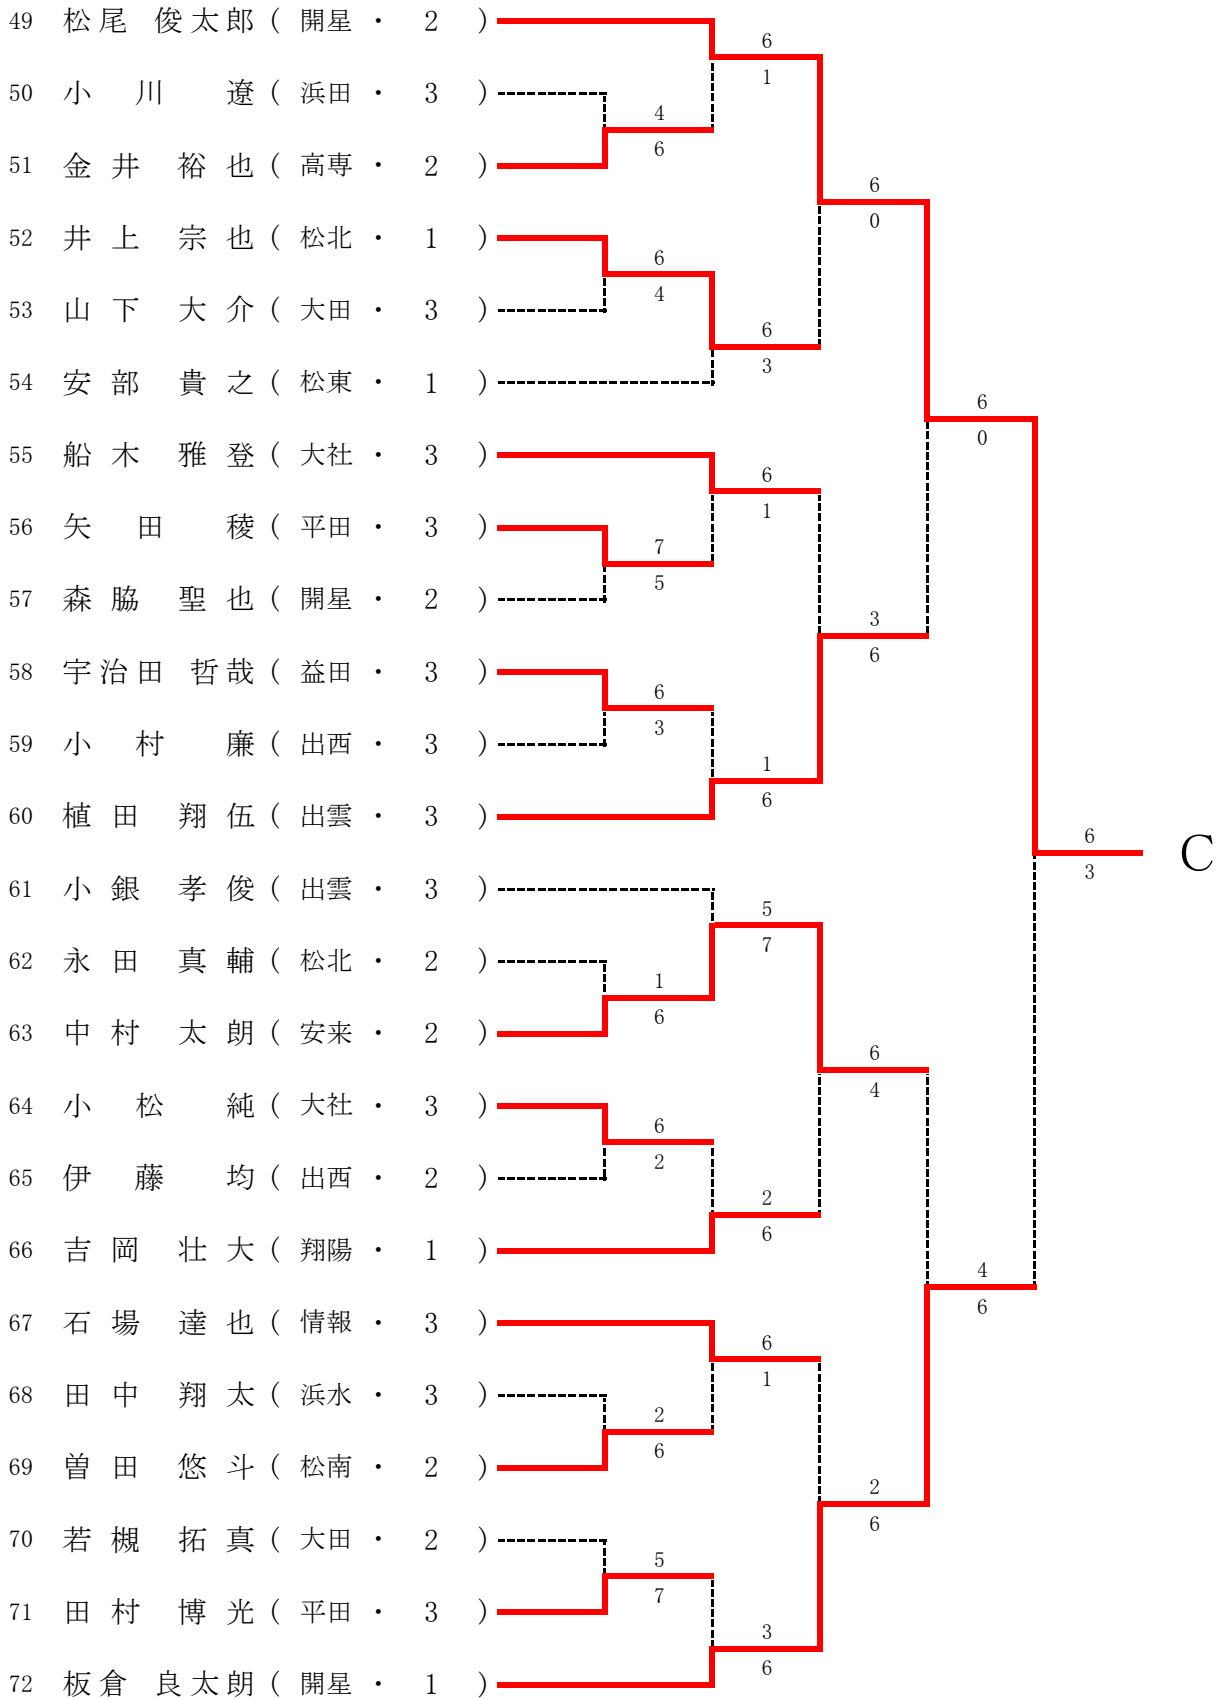 49 松尾 俊太郎 ( 開星 ・ 2 )
6
1
50 小川 遼 ( 浜田 ・ 3 )
4
6
51 金井 裕也 ( 高専 ・ 2 )
6
0
52 井上 宗也 ( 松北 ・ 1 )
6
4
53 山下 大介 ( 大田 ・ 3 )
6
3
54 安部 貴之 ( 松東 ・ 1 )
6
0
55 船木 雅登 ( 大社 ・ 3 )
6
1
56 矢田 稜 ( 平田 ・ 3 )
7
5
57 森脇 聖也 ( 開星 ・ 2 )
3
6
58 宇治田 哲哉 ( 益田 ・ 3 )
6
3
59 小村 廉 ( 出西 ・ 3 )
1
6
60 植田 翔伍 ( 出雲 ・ 3 )
6
3
C
61 小銀 孝俊 ( 出雲 ・ 3 )
5
7
62 永田 真輔 ( 松北 ・ 2 )
1
6
63 中村 太朗 ( 安来 ・ 2 )
6
4
64 小松 純 ( 大社 ・ 3 )
6
2
65 伊藤 均 ( 出西 ・ 2 )
2
6
66 吉岡 壮大 ( 翔陽 ・ 1 )
4
6
67 石場 達也 ( 情報 ・ 3 )
6
1
68 田中 翔太 ( 浜水 ・ 3 )
2
6
69 曽田 悠斗 ( 松南 ・ 2 )
2
6
70 若槻 拓真 ( 大田 ・ 2 )
5
7
71 田村 博光 ( 平田 ・ 3 )
3
6
72 板倉 良太朗 ( 開星 ・ 1 )